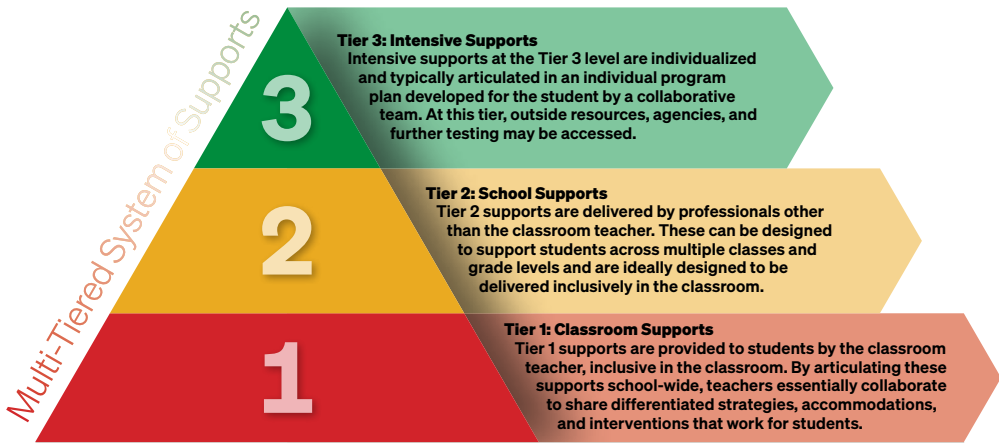 Multi-Tiered System of Supports
3
Tier 3: Intensive Supports
Intensive supports at the Tier 3 level are individualized
and typically articulated in an individual program
plan developed for the student by a collaborative
team. At this tier, outside resources, agencies, and
further testing may be accessed.
2
Tier 2: School Supports
Tier 2 supports are delivered by professionals other
than the classroom teacher. These can be designed
to support students across multiple classes and
grade levels and are ideally designed to be
delivered inclusively in the classroom.
1
Tier 1: Classroom Supports
Tier 1 supports are provided to students by the classroom
teacher, inclusive in the classroom. By articulating these
supports school-wide, teachers essentially collaborate
to share differentiated strategies, accommodations,
and interventions that work for students.